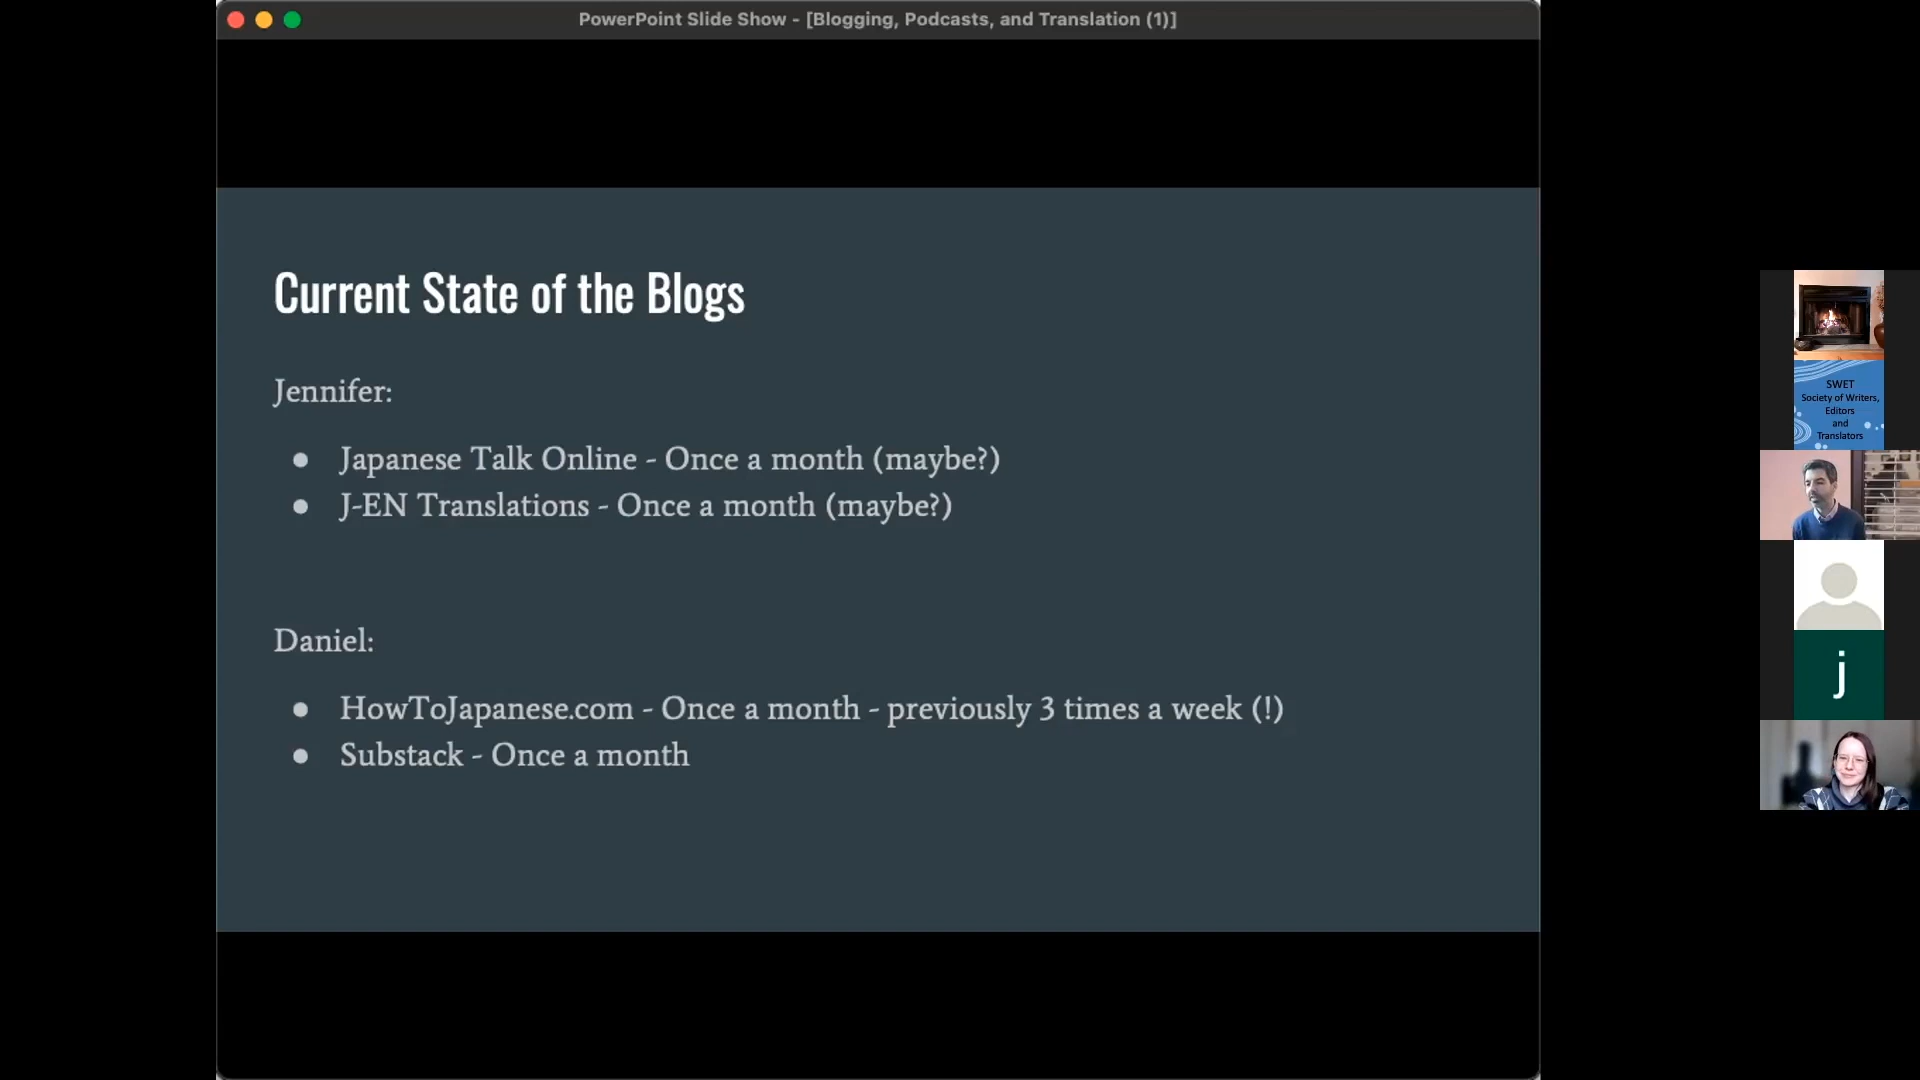 PowerPoint Slide Show - [Blogging, Podcasts, and Translation (1)]
Current State of the Blogs
Jennifer:
● Japanese Talk Online - Once a month (maybe?)
● J-EN Translations - Once a month (maybe?)
Daniel:
● HowToJapanese.com - Once a month - previously 3 times a week (!)
● Substack - Once a month
SWET
Society of Writers,
Editors
and
Translators
j